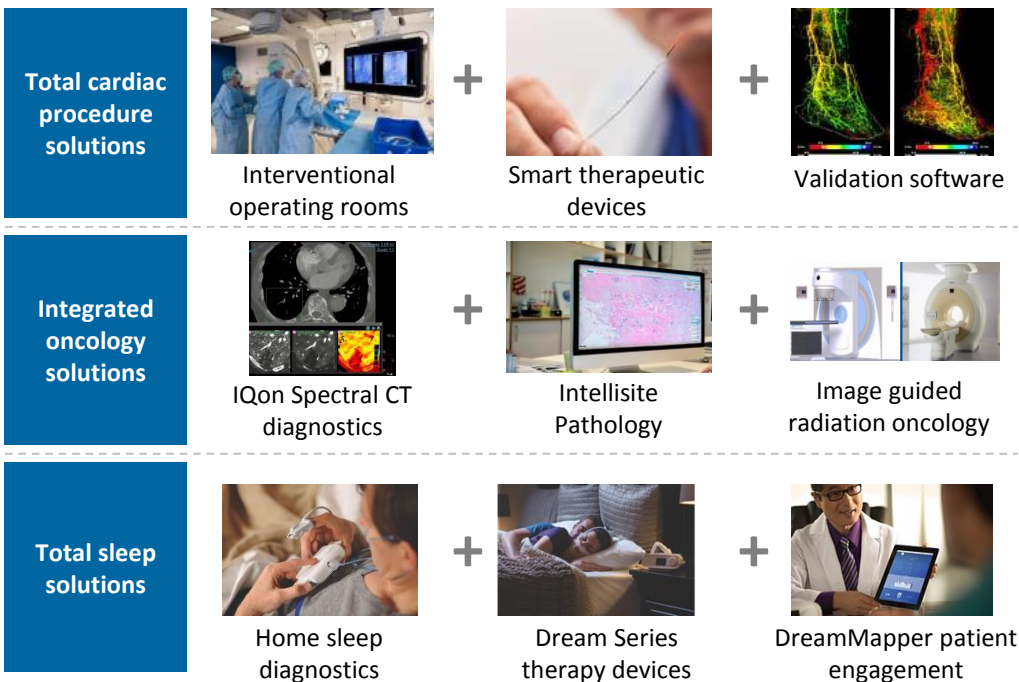 Total cardiac
procedure
solutions
+
+
Interventional
operating rooms
Smart therapeutic
devices
Validation software
Integrated
oncology
solutions
+
+
IQon Spectral CT
diagnostics
Intellisite
Pathology
Image guided
radiation oncology
Total sleep
solutions
+
+
Home sleep
diagnostics
Dream Series
therapy devices
DreamMapper patient
engagement